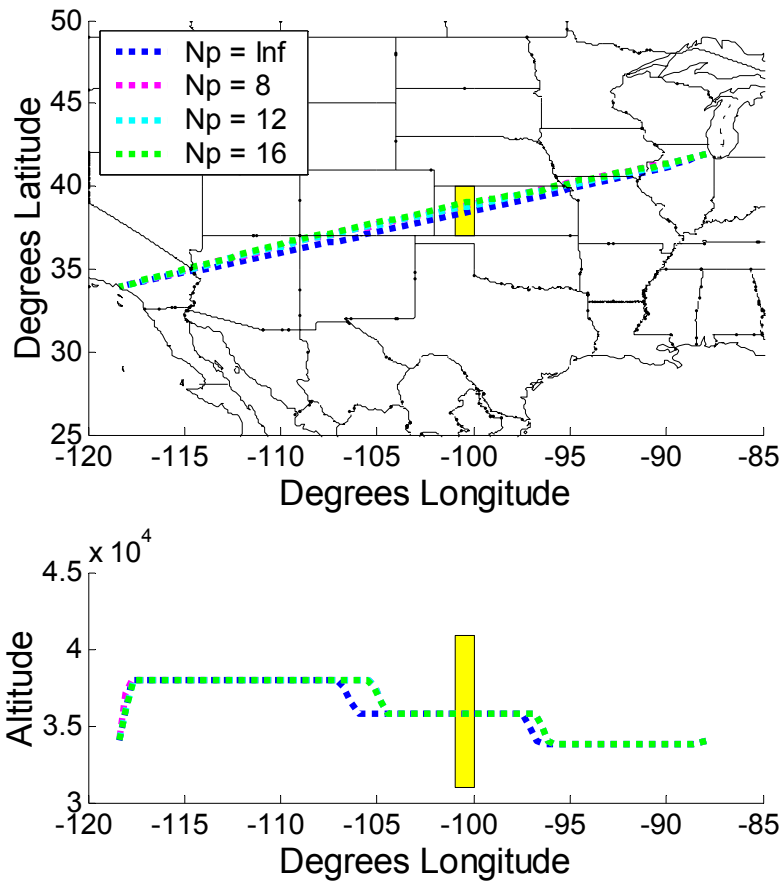 50
45
40
35
30
25
Degrees Latitude
Np = Inf
Np = 8
Np = 12
Np = 16
-120 -115 -110 -105 -100 -95 -90 -85
Degrees Longitude
x 10^4
4.5
4
3.5
3
Altitude
-120 -115 -110 -105 -100 -95 -90 -85
Degrees Longitude